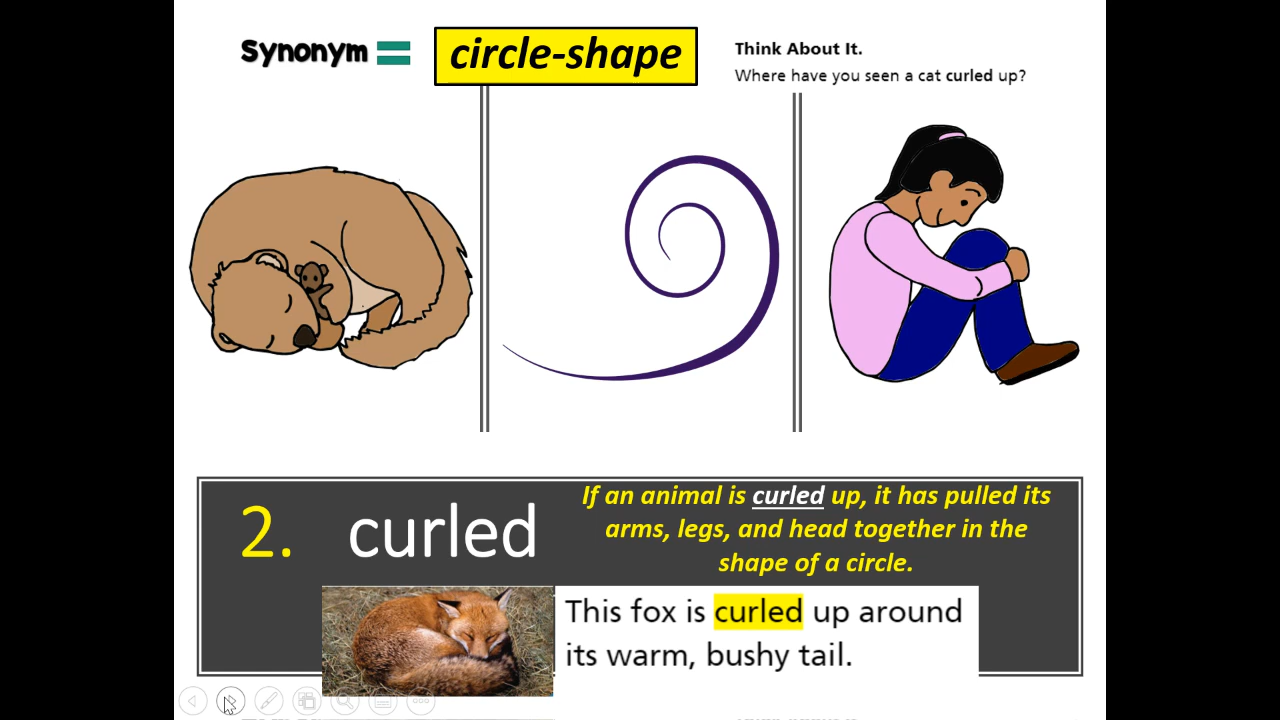 Synonym =
circle-shape
Think About It.
Where have you seen a cat curled up?
2. curled
If an animal is curled up, it has pulled its
arms, legs, and head together in the
shape of a circle.
This fox is curled up around
its warm, bushy tail.